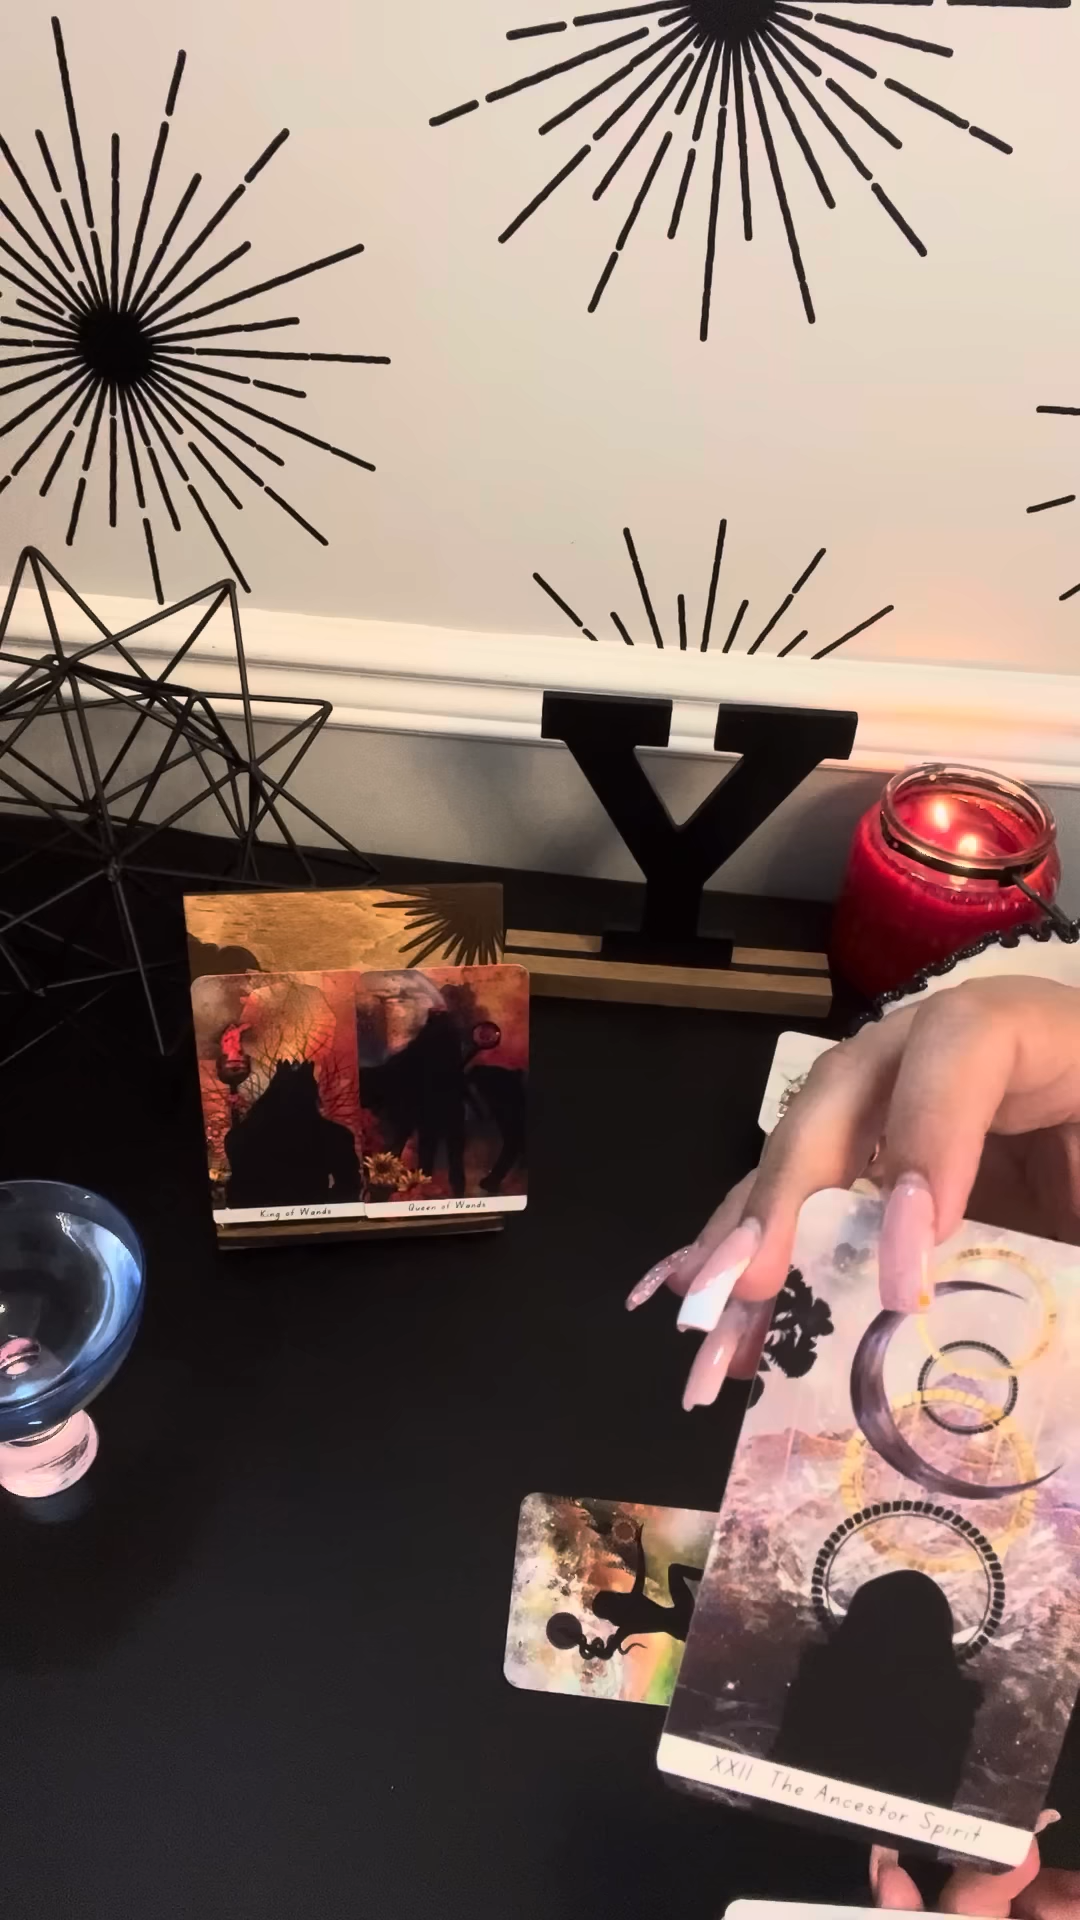 Y
King of Wands
Queen of Wands
XXII The Ancestor Spirit